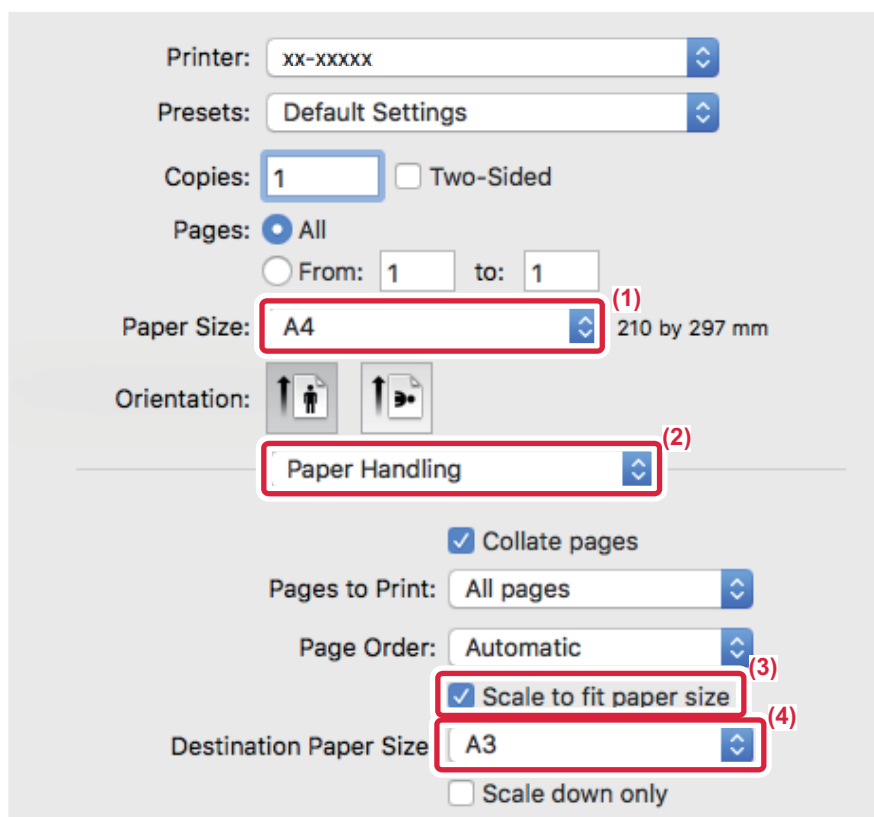 Printer: xx-xxxxx
Presets: Default Settings
Copies: 1 Two-Sided
Pages: All
From: 1 to: 1
(1)
Paper Size: A4 210 by 297 mm
Orientation:
(2)
Paper Handling
Collate pages
Pages to Print: All pages
Page Order: Automatic
(3)
Scale to fit paper size
(4)
Destination Paper Size A3
Scale down only